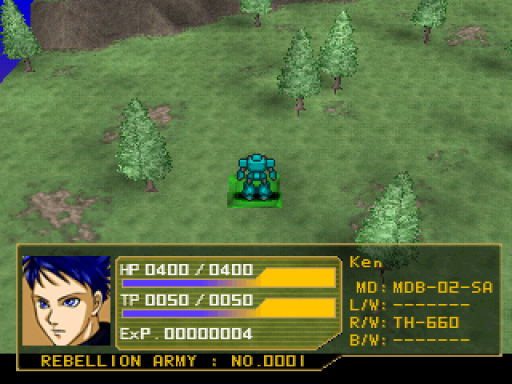 HP 0400 / 0400
TP 0050 / 0050
ExP. 00000004
Ken
MD: MDB-02-SA
L/W: -------
R/W: TH-660
B/W: -------
REBELLION ARMY : NO.0001